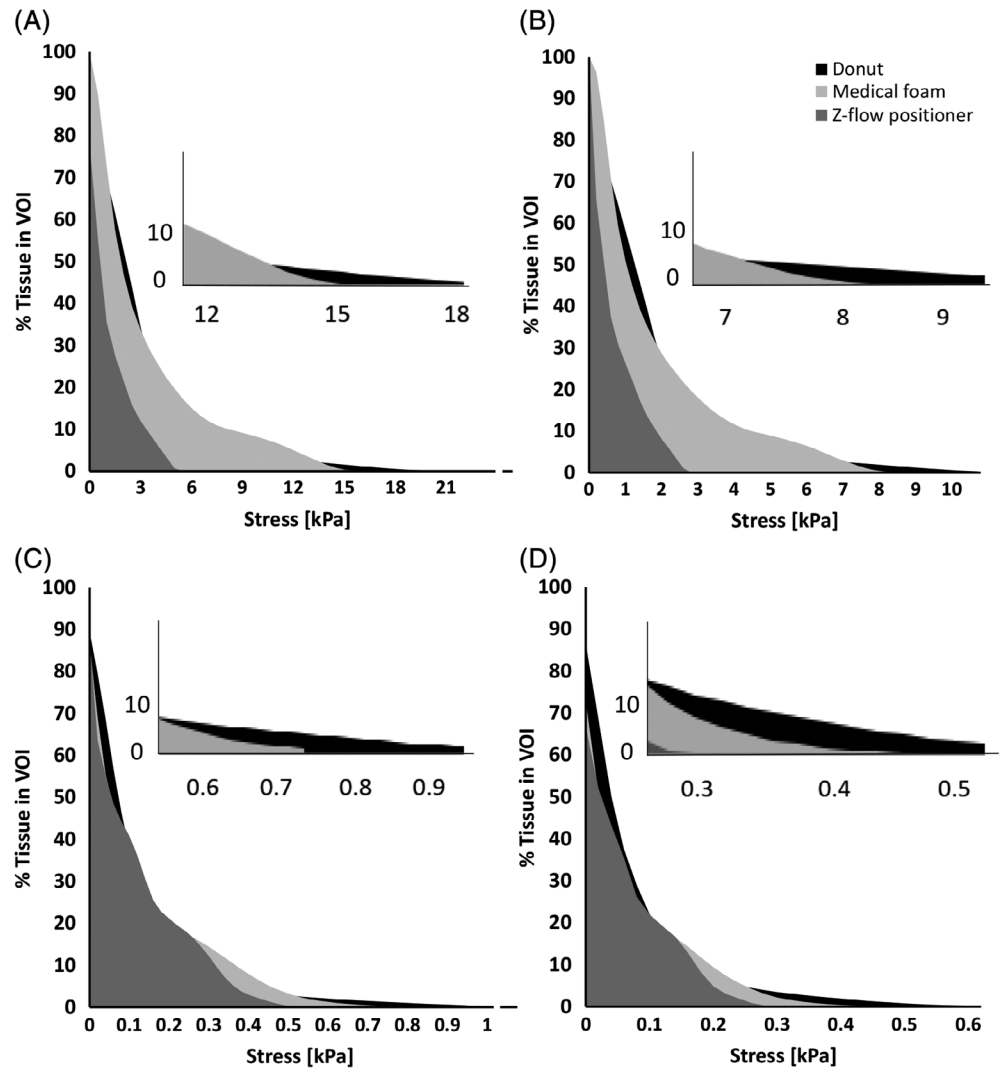 (A)
% Tissue in VOI
100
90
80
70
60
50
40
30
20
10
0
10
0
12 15 18
0 3 6 9 12 15 18 21
Stress [kPa]
(B)
% Tissue in VOI
100
90
80
70
60
50
40
30
20
10
0
Donut
Medical foam
Z-flow positioner
10
0
7 8 9
0 1 2 3 4 5 6 7 8 9 10
Stress [kPa]
(C)
% Tissue in VOI
100
90
80
70
60
50
40
30
20
10
0
10
0
0.6 0.7 0.8 0.9
0 0.1 0.2 0.3 0.4 0.5 0.6 0.7 0.8 0.9 1
Stress [kPa]
(D)
% Tissue in VOI
100
90
80
70
60
50
40
30
20
10
0
10
0
0.3 0.4 0.5
0 0.1 0.2 0.3 0.4 0.5 0.6
Stress [kPa]